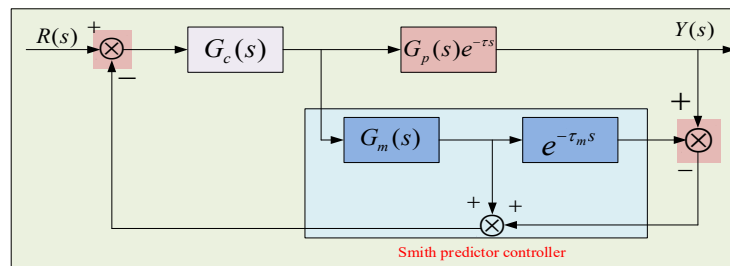 R(s)
+
−
G_c(s)
G_p(s)e^{-τs}
Y(s)
G_m(s)
e^{-τ_m s}
+
−
+
+
Smith predictor controller